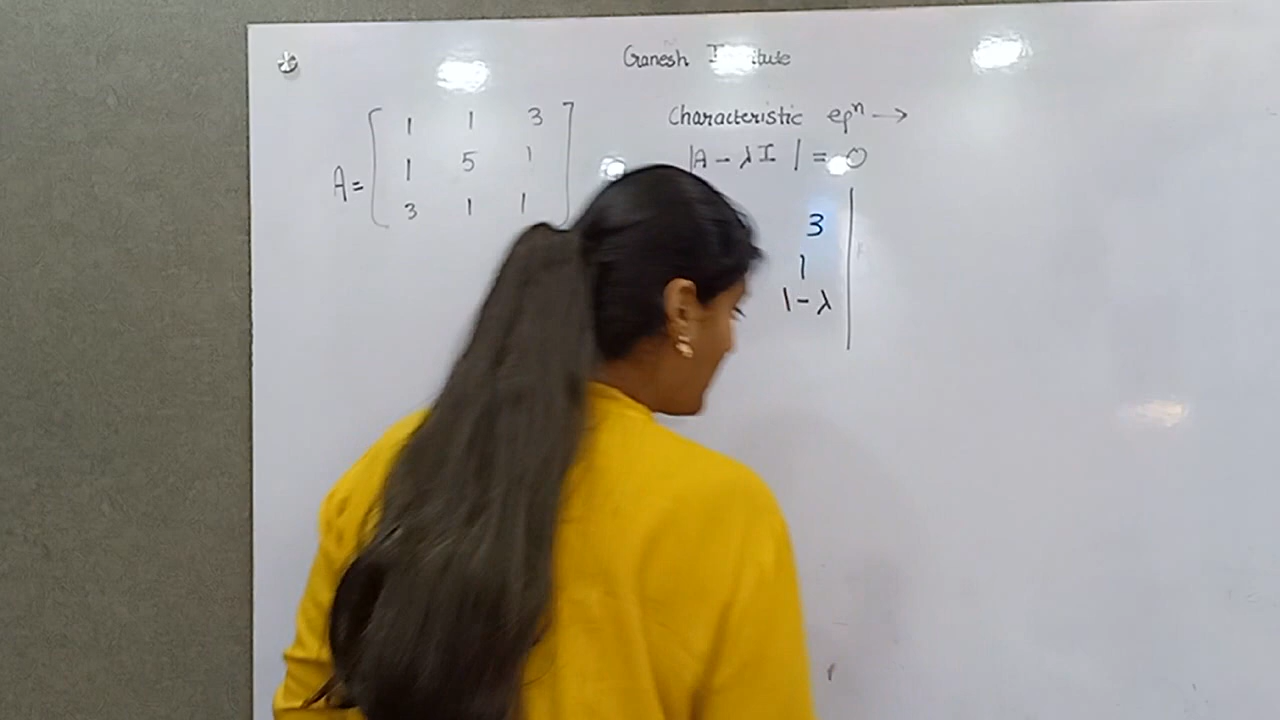 Ganesh
A = [ 1 1 3
1 5 1
3 1 1 ]
Characteristic eqⁿ →
|A - λI| = 0
3
1
1-λ |